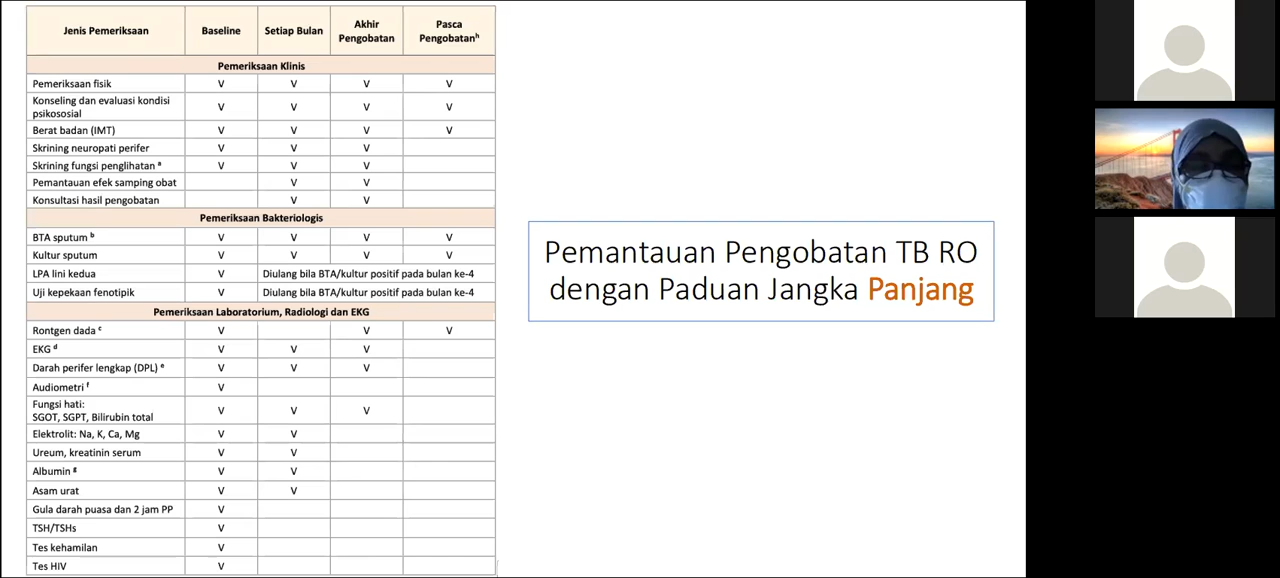 Jenis Pemeriksaan Baseline Setiap Bulan Akhir Pengobatan Pasca Pengobatanʰ
Pemeriksaan Klinis
Pemeriksaan fisik V V V V
Konseling dan evaluasi kondisi psikososial V V V V
Berat badan (IMT) V V V V
Skrining neuropati perifer V V V
Skrining fungsi penglihatan ᵃ V V V
Pemantauan efek samping obat V V
Konsultasi hasil pengobatan V V
Pemeriksaan Bakteriologis
BTA sputum ᵇ V V V V
Kultur sputum V V V V
LPA lini kedua V Diulang bila BTA/kultur positif pada bulan ke-4
Uji kepekaan fenotipik V Diulang bila BTA/kultur positif pada bulan ke-4
Pemeriksaan Laboratorium, Radiologi dan EKG
Rontgen dada ᶜ V V V
EKG ᵈ V V V
Darah perifer lengkap (DPL) ᵉ V V V
Audiometri ᶠ V
Fungsi hati:
SGOT, SGPT, Bilirubin total V V V
Elektrolit: Na, K, Ca, Mg V V
Ureum, kreatinin serum V V
Albumin ᵍ V V
Asam urat V V
Gula darah puasa dan 2 jam PP V
TSH/TSHs V
Tes kehamilan V
Tes HIV V
Pemantauan Pengobatan TB RO
dengan Paduan Jangka Panjang